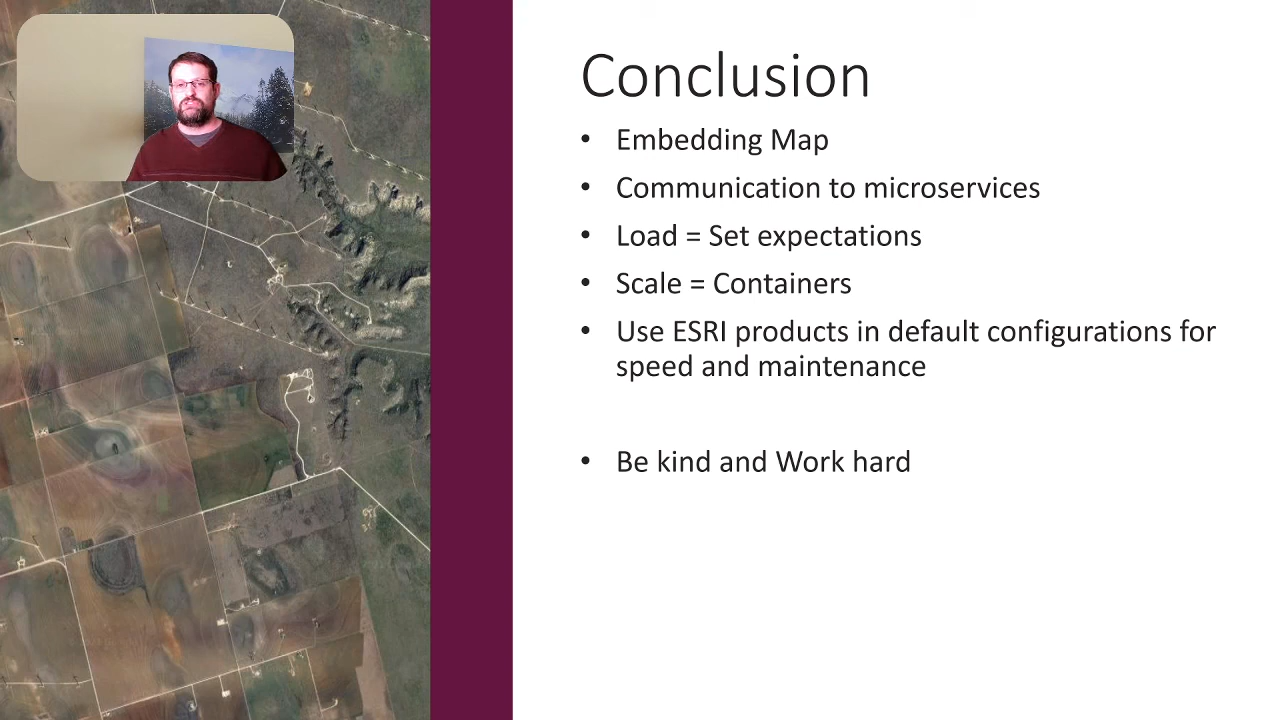 Conclusion
• Embedding Map
• Communication to microservices
• Load = Set expectations
• Scale = Containers
• Use ESRI products in default configurations for
speed and maintenance
• Be kind and Work hard